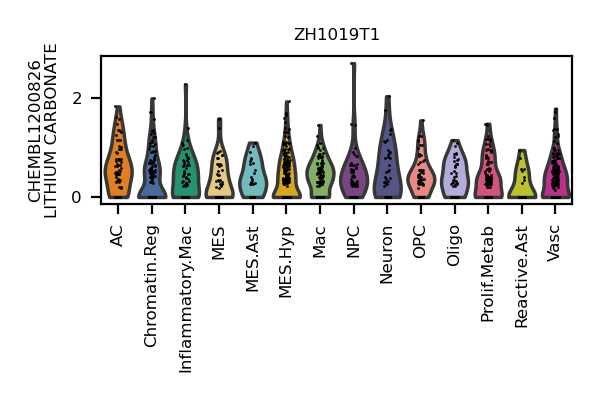 ZH1019T1
CHEMBL1200826
LITHIUM CARBONATE
2
0
AC
Chromatin.Reg
Inflammatory.Mac
MES
MES.Ast
MES.Hyp
Mac
NPC
Neuron
OPC
Oligo
Prolif.Metab
Reactive.Ast
Vasc